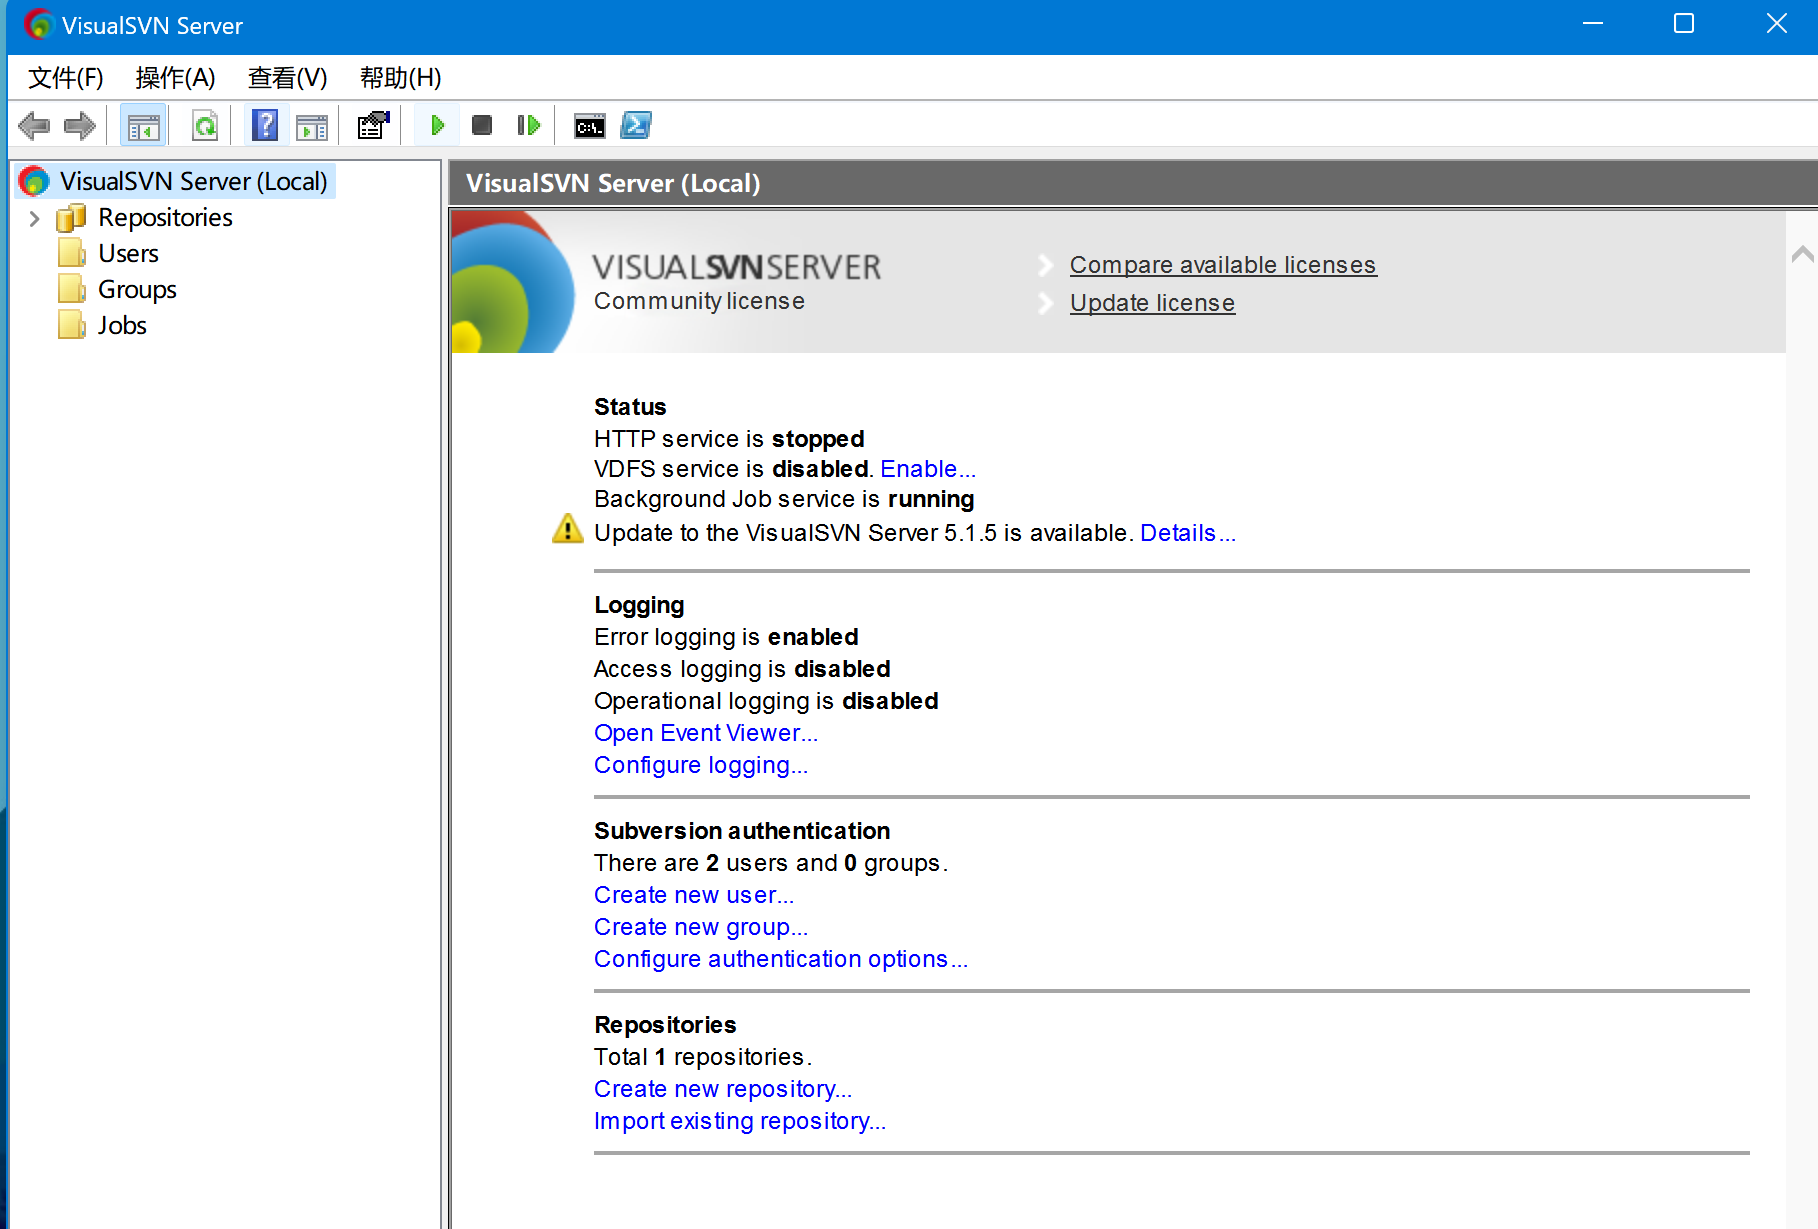 VisualSVN Server
文件(F) 操作(A) 查看(V) 帮助(H)
C:\.
VisualSVN Server (Local)
Repositories
Users
Groups
Jobs
VisualSVN Server (Local)
VISUALSVNSERVER
Community license
Compare available licenses
Update license
Status
HTTP service is stopped
VDFS service is disabled. Enable...
Background Job service is running
Update to the VisualSVN Server 5.1.5 is available. Details...
Logging
Error logging is enabled
Access logging is disabled
Operational logging is disabled
Open Event Viewer...
Configure logging...
Subversion authentication
There are 2 users and 0 groups.
Create new user...
Create new group...
Configure authentication options...
Repositories
Total 1 repositories.
Create new repository...
Import existing repository...